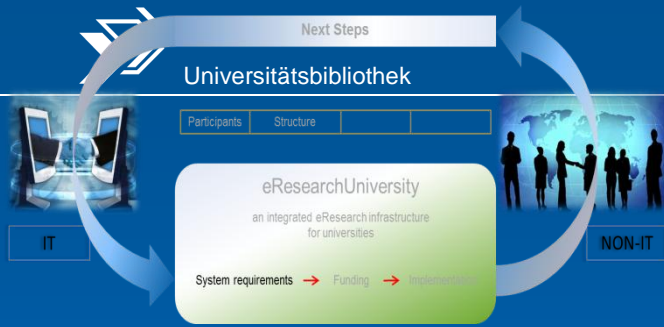 Next Steps
Universitätsbibliothek
Participants Structure
eResearchUniversity
an integrated eResearch infrastructure
for universities
IT
NON-IT
System requirements → Funding → Implementation